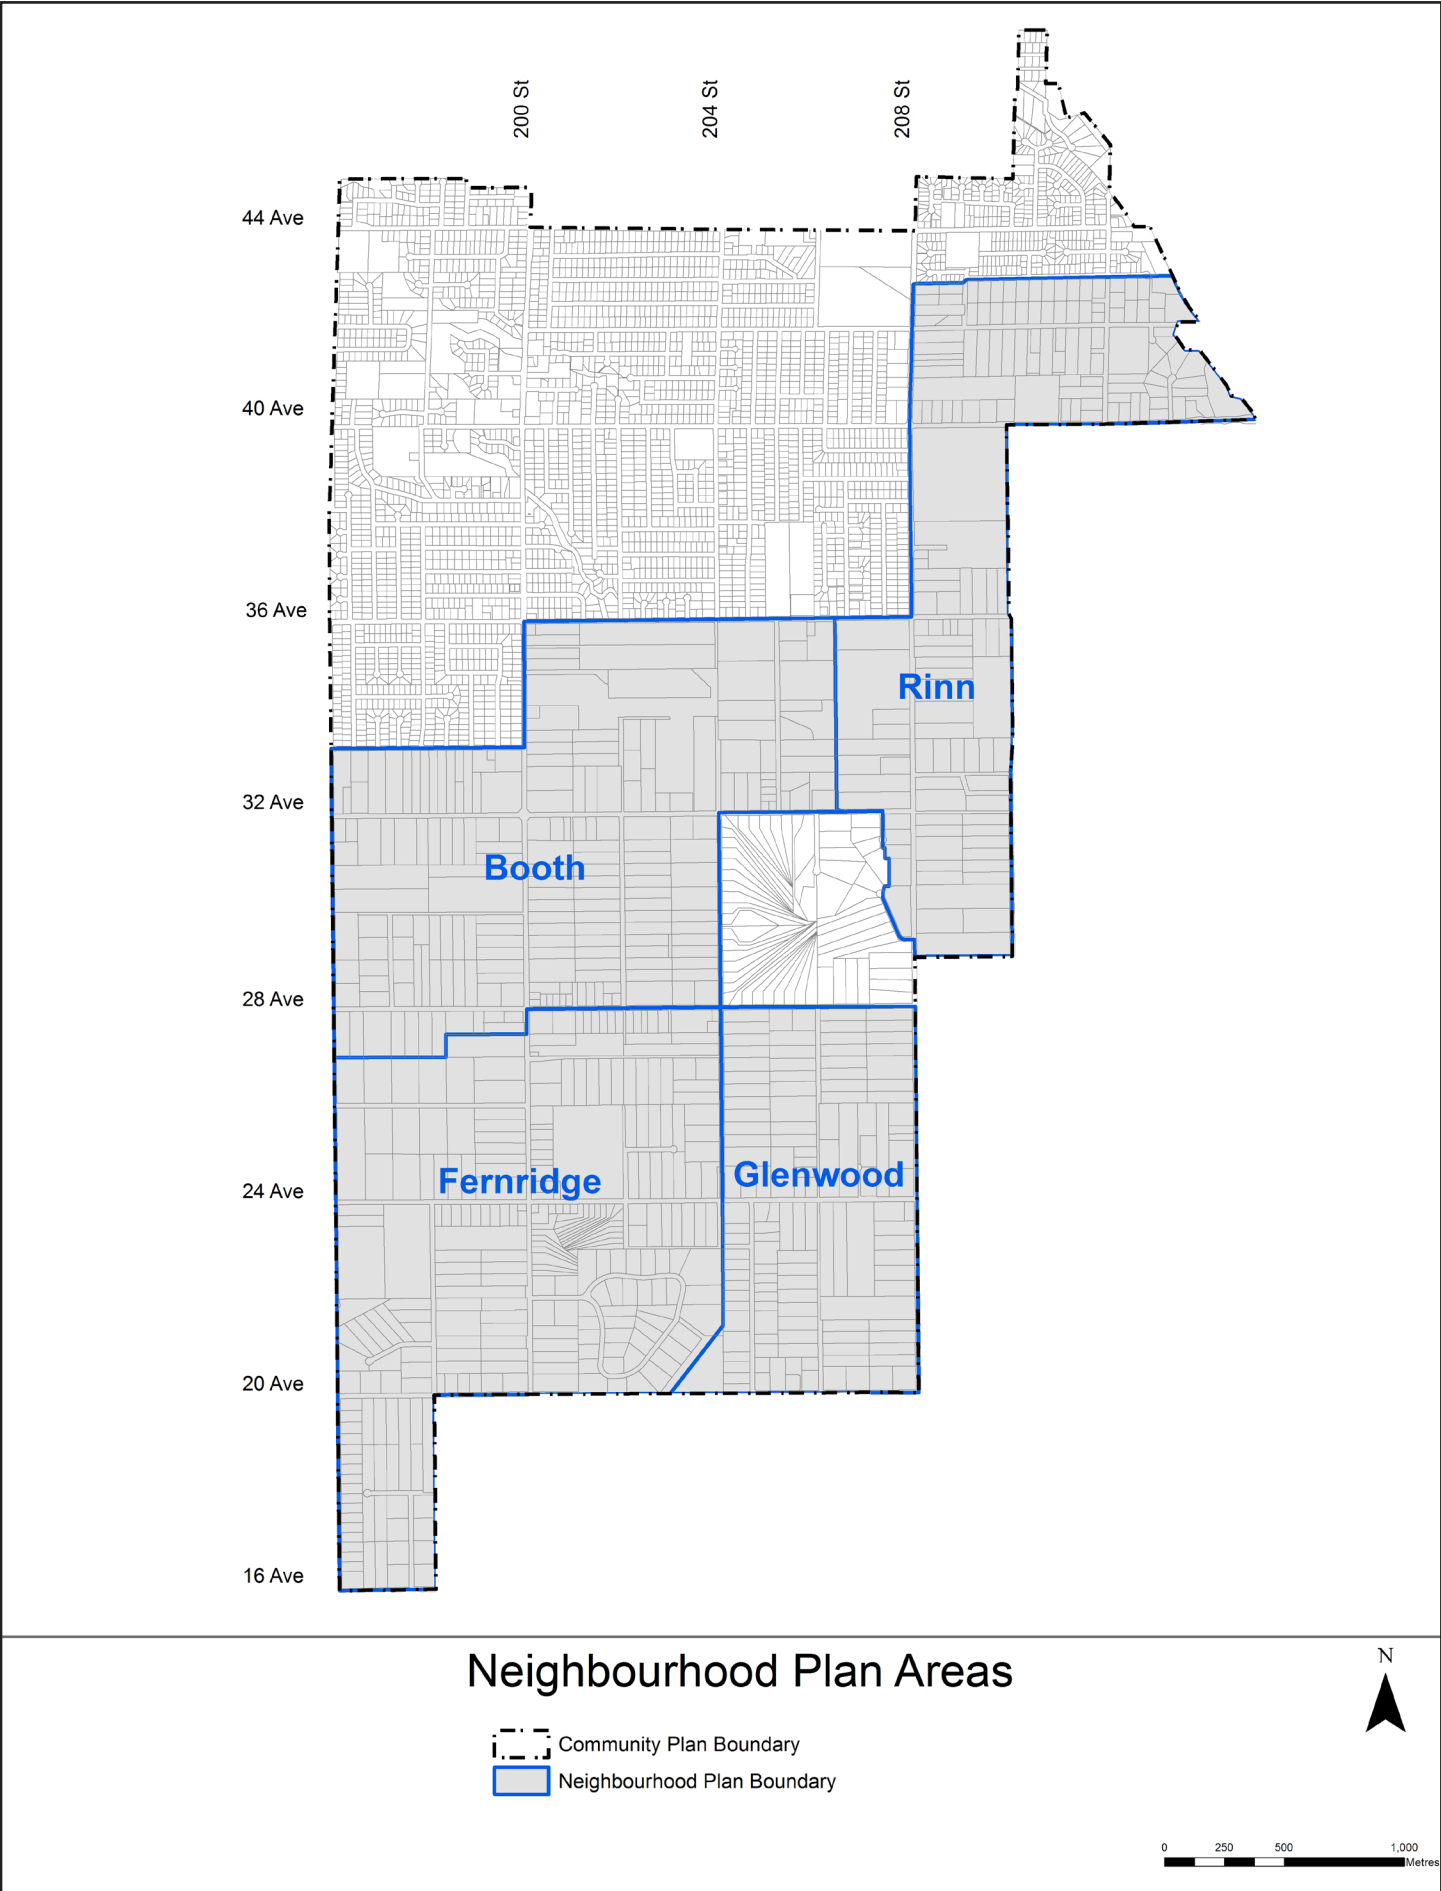 200 St
204 St
208 St
44 Ave
40 Ave
36 Ave
Rinn
32 Ave
Booth
28 Ave
Fernridge
Glenwood
24 Ave
20 Ave
16 Ave
Neighbourhood Plan Areas
N
Community Plan Boundary
Neighbourhood Plan Boundary
0 250 500 1,000
Metres